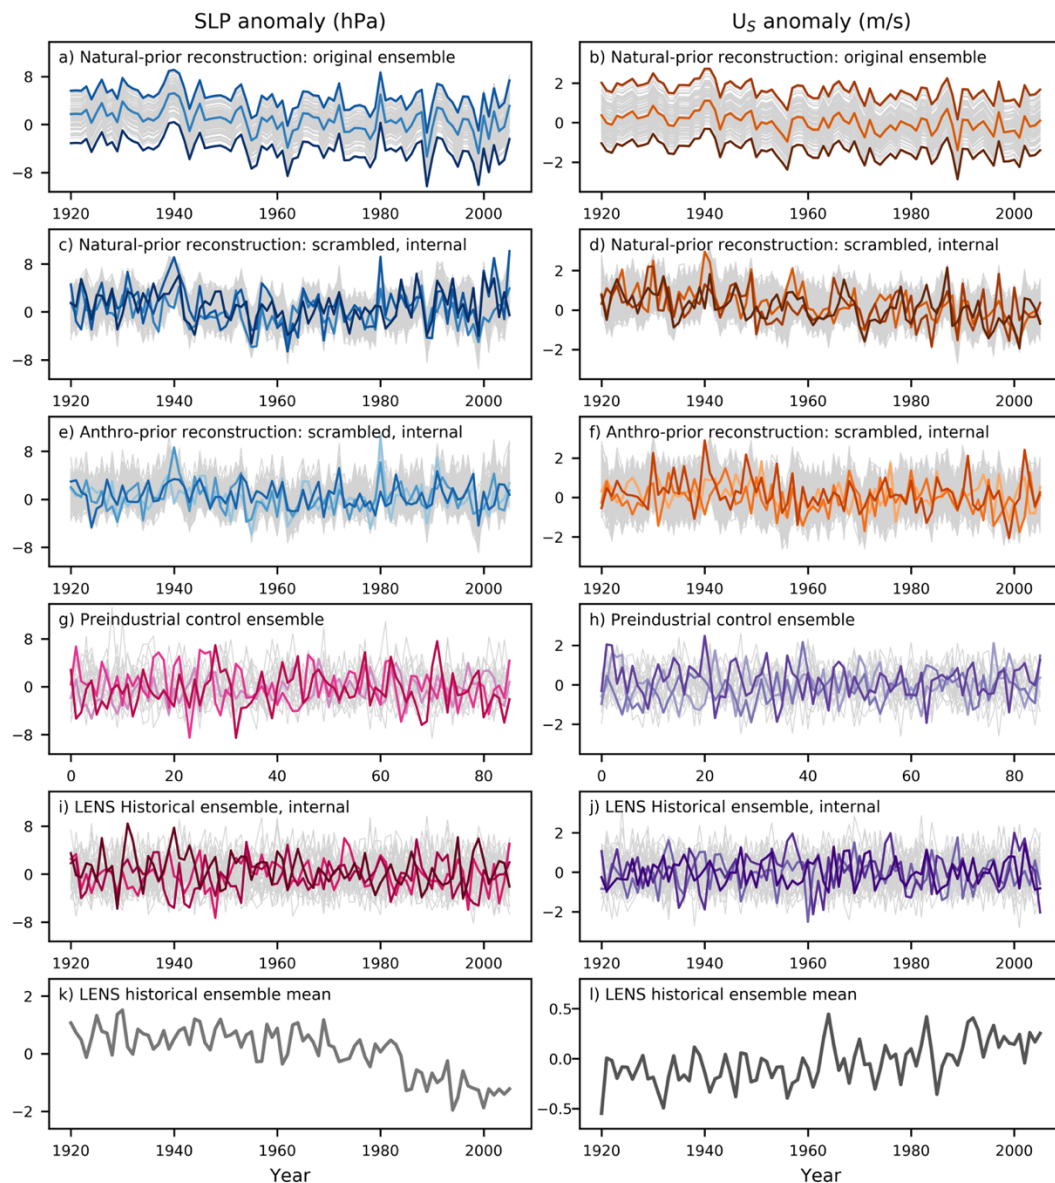 SLP anomaly (hPa)
U_S anomaly (m/s)
a) Natural-prior reconstruction: original ensemble
8
0
−8
1920 1940 1960 1980 2000
b) Natural-prior reconstruction: original ensemble
2
0
−2
1920 1940 1960 1980 2000
c) Natural-prior reconstruction: scrambled, internal
8
0
−8
1920 1940 1960 1980 2000
d) Natural-prior reconstruction: scrambled, internal
2
0
−2
1920 1940 1960 1980 2000
e) Anthro-prior reconstruction: scrambled, internal
8
0
−8
1920 1940 1960 1980 2000
f) Anthro-prior reconstruction: scrambled, internal
2
0
−2
1920 1940 1960 1980 2000
g) Preindustrial control ensemble
8
0
−8
0 20 40 60 80
h) Preindustrial control ensemble
2
0
−2
0 20 40 60 80
i) LENS Historical ensemble, internal
8
0
−8
1920 1940 1960 1980 2000
j) LENS Historical ensemble, internal
2
0
−2
1920 1940 1960 1980 2000
k) LENS historical ensemble mean
2
0
−2
1920 1940 1960 1980 2000
Year
l) LENS historical ensemble mean
0.5
0.0
−0.5
1920 1940 1960 1980 2000
Year